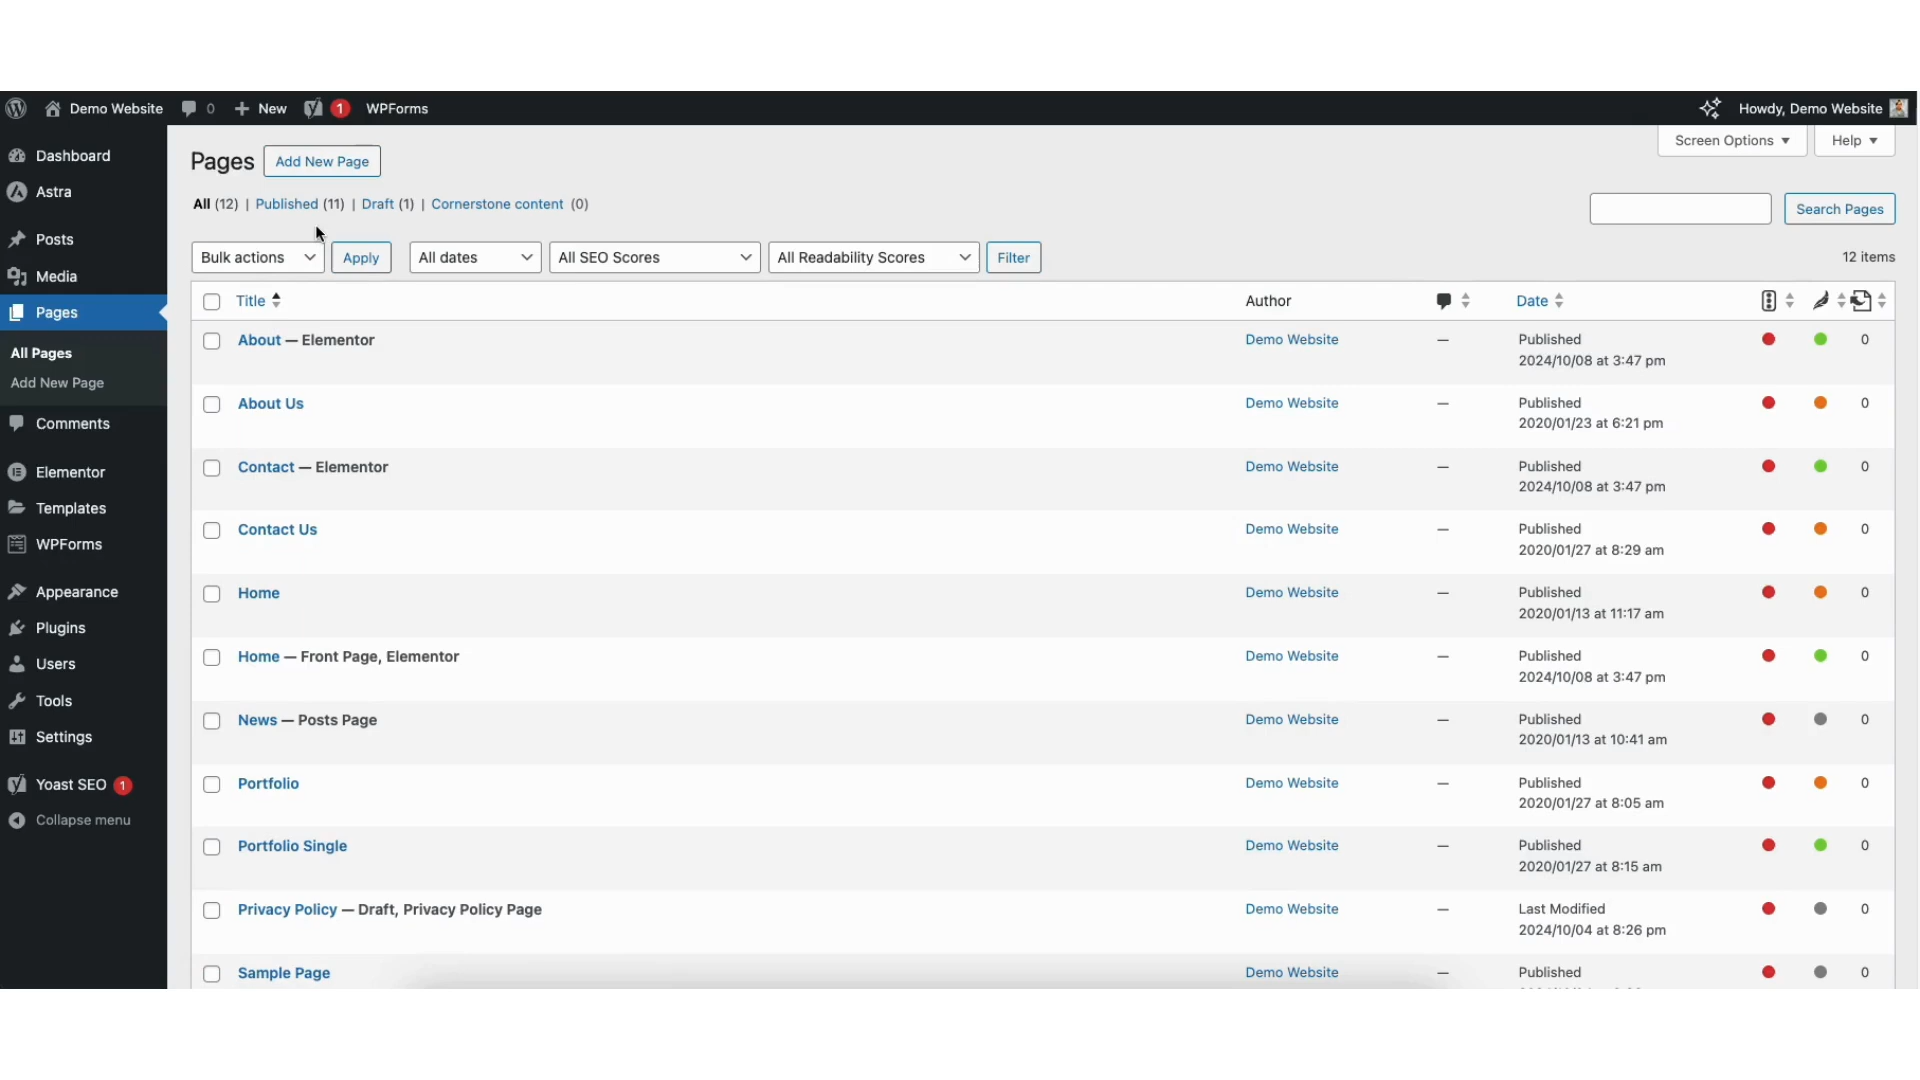 Demo Website 0 New 1 WPForms Howdy, Demo Website
Dashboard
Astra
Posts
Media
Pages
All Pages
Add New Page
Comments
Elementor
Templates
WPForms
Appearance
Plugins
Users
Tools
Settings
Yoast SEO 1
Collapse menu
Screen Options Help
Pages Add New Page
All (12) | Published (11) | Draft (1) | Cornerstone content (0)
Search Pages
Bulk actions Apply All dates All SEO Scores All Readability Scores Filter 12 items
Title Author Date
About — Elementor Demo Website — Published 0
2024/10/08 at 3:47 pm
About Us Demo Website — Published 0
2020/01/23 at 6:21 pm
Contact — Elementor Demo Website — Published 0
2024/10/08 at 3:47 pm
Contact Us Demo Website — Published 0
2020/01/27 at 8:29 am
Home Demo Website — Published 0
2020/01/13 at 11:17 am
Home — Front Page, Elementor Demo Website — Published 0
2024/10/08 at 3:47 pm
News — Posts Page Demo Website — Published 0
2020/01/13 at 10:41 am
Portfolio Demo Website — Published 0
2020/01/27 at 8:05 am
Portfolio Single Demo Website — Published 0
2020/01/27 at 8:15 am
Privacy Policy — Draft, Privacy Policy Page Demo Website — Last Modified 0
2024/10/04 at 8:26 pm
Sample Page Demo Website — Published 0